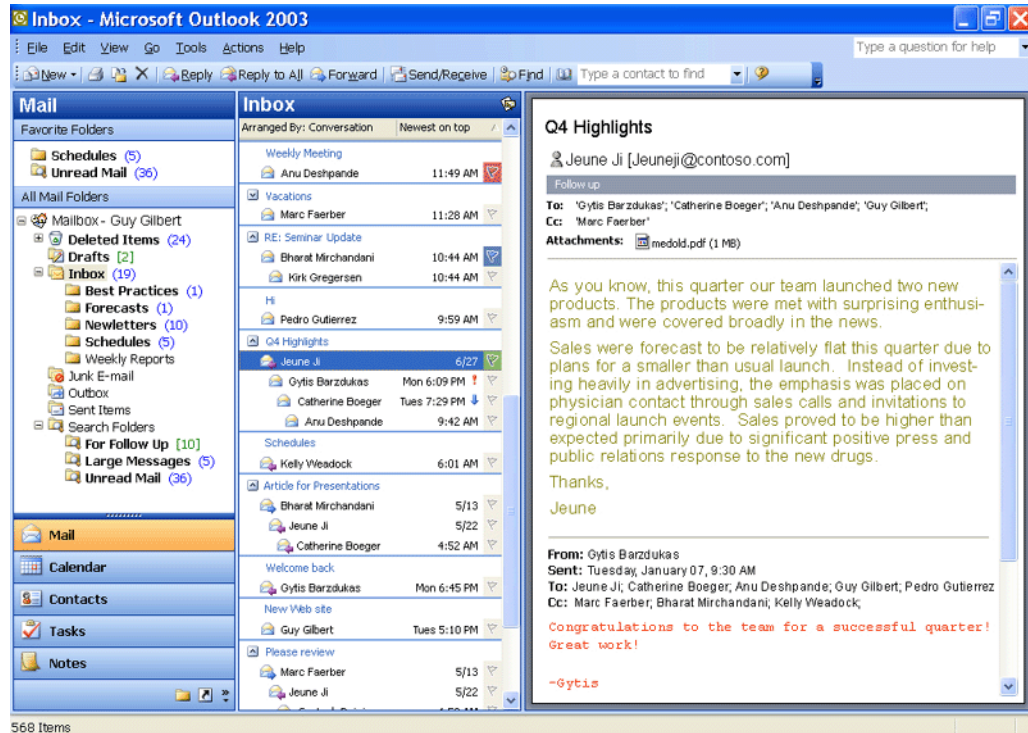 Inbox - Microsoft Outlook 2003
File Edit View Go Tools Actions Help
Type a question for help
New Reply Reply to All Forward Send/Receive Find Type a contact to find
Mail
Favorite Folders
Schedules (5)
Unread Mail (36)
All Mail Folders
Mailbox - Guy Gilbert
Deleted Items (24)
Drafts [2]
Inbox (19)
Best Practices (1)
Forecasts (1)
Newletters (10)
Schedules (5)
Weekly Reports
Junk E-mail
Outbox
Sent Items
Search Folders
For Follow Up [10]
Large Messages (5)
Unread Mail (36)
Mail
Calendar
Contacts
Tasks
Notes
Inbox
Arranged By: Conversation Newest on top
Weekly Meeting
Anu Deshpande 11:49 AM
Vacations
Marc Faerber 11:28 AM
RE: Seminar Update
Bharat Mirchandani 10:44 AM
Kirk Gregersen 10:44 AM
Hi
Pedro Gutierrez 9:59 AM
Q4 Highlights
Jeune Ji 6/27
Gytis Barzdukas Mon 6:09 PM
Catherine Boeger Tues 7:29 PM
Anu Deshpande 9:42 AM
Schedules
Kelly Weadock 6:01 AM
Article for Presentations
Bharat Mirchandani 5/13
Jeune Ji 5/22
Catherine Boeger 4:52 AM
Welcome back
Gytis Barzdukas Mon 6:45 PM
New Web site
Guy Gilbert Tues 5:10 PM
Please review
Marc Faerber 5/13
Jeune Ji 5/22
Q4 Highlights
Jeune Ji [Jeuneji@contoso.com]
Follow up
To: 'Gytis Barzdukas'; 'Catherine Boeger'; 'Anu Deshpande'; 'Guy Gilbert';
Cc: 'Marc Faerber'
Attachments: medold.pdf (1 MB)
As you know, this quarter our team launched two new
products. The products were met with surprising enthusi-
asm and were covered broadly in the news.
Sales were forecast to be relatively flat this quarter due to
plans for a smaller than usual launch. Instead of invest-
ing heavily in advertising, the emphasis was placed on
physician contact through sales calls and invitations to
regional launch events. Sales proved to be higher than
expected primarily due to significant positive press and
public relations response to the new drugs.
Thanks,
Jeune
From: Gytis Barzdukas
Sent: Tuesday, January 07, 9:30 AM
To: Jeune Ji; Catherine Boeger; Anu Deshpande; Guy Gilbert; Pedro Gutierrez
Cc: Marc Faerber; Bharat Mirchandani; Kelly Weadock;
Congratulations to the team for a successful quarter!
Great work!
-Gytis
568 Items